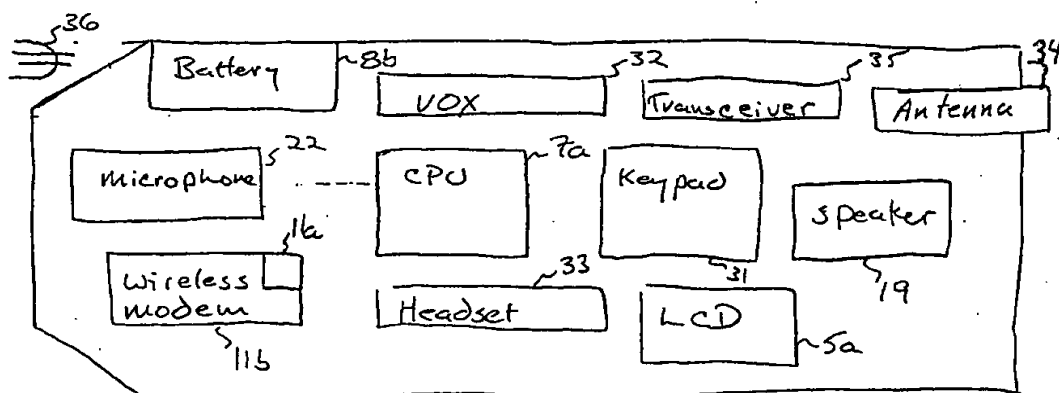 36
Battery
8b
32
VOX
35
Transceiver
34
Antenna
22
microphone
7a
CPU
Keypad
31
speaker
19
11a
wireless
modem
11b
33
Headset
LCD
5a